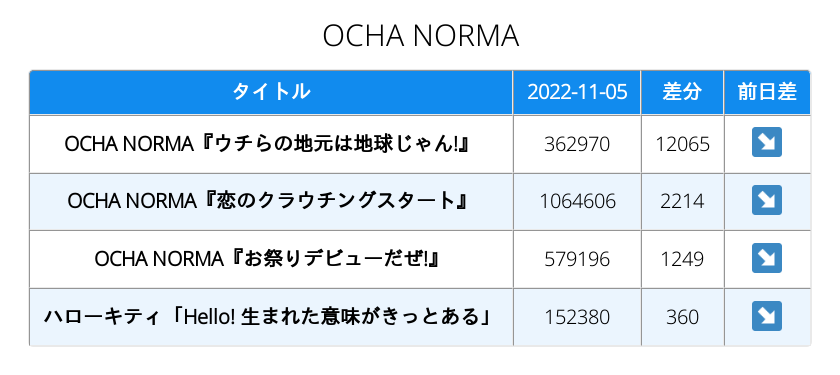 OCHA NORMA
タイトル 2022-11-05 差分 前日差
OCHA NORMA『ウチらの地元は地球じゃん!』 362970 12065
OCHA NORMA『恋のクラウチングスタート』 1064606 2214
OCHA NORMA『お祭りデビューだぜ!』 579196 1249
ハローキティ「Hello! 生まれた意味がきっとある」 152380 360